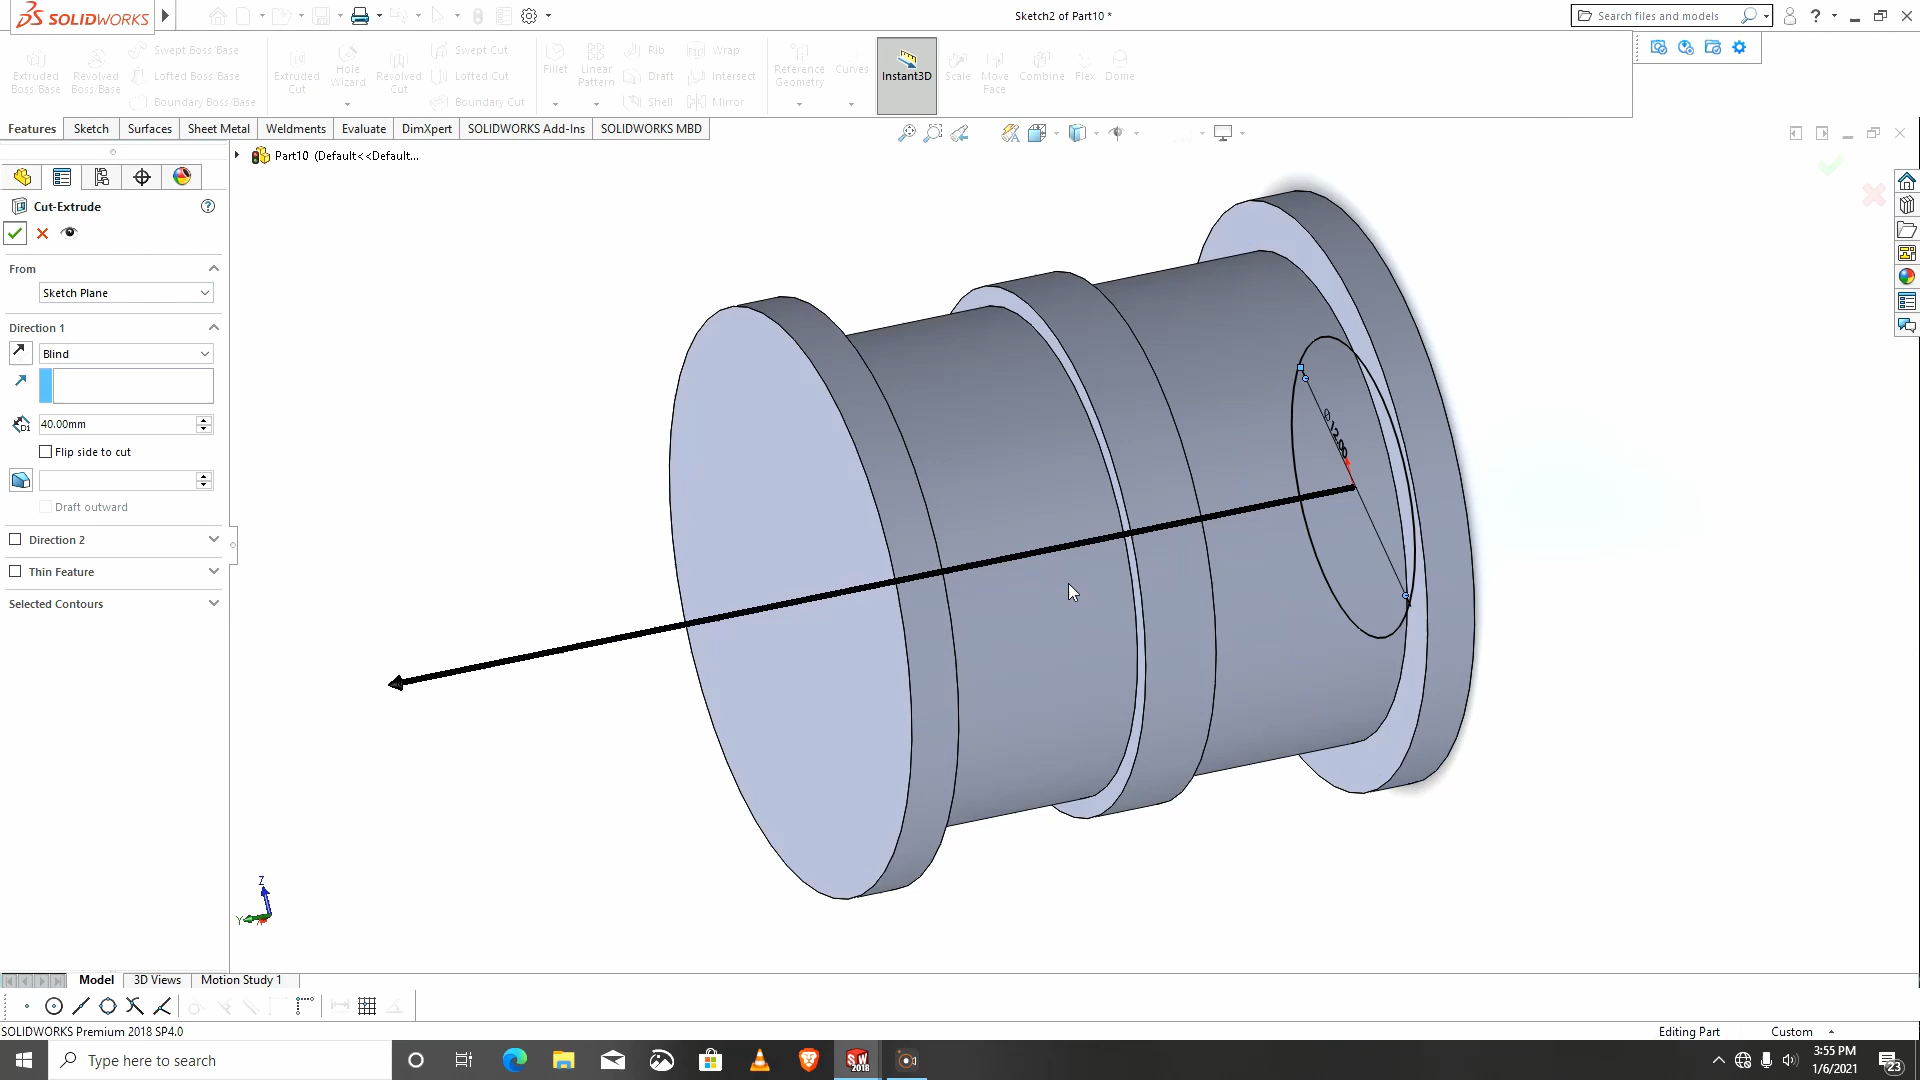 SOLIDWORKS
Sketch2 of Part10 *
Search files and models
Extruded Boss/Base
Revolved Boss/Base
Swept Boss/Base
Lofted Boss/Base
Boundary Boss/Base
Extruded Cut
Hole Wizard
Revolved Cut
Swept Cut
Lofted Cut
Boundary Cut
Fillet
Linear Pattern
Rib
Draft
Shell
Wrap
Intersect
Mirror
Reference Geometry
Curves
Instant3D
Scale
Move Face
Combine
Flex
Dome
Features
Sketch
Surfaces
Sheet Metal
Weldments
Evaluate
DimXpert
SOLIDWORKS Add-Ins
SOLIDWORKS MBD
Part10 (Default<<Default...
Cut-Extrude
From
Sketch Plane
Direction 1
Blind
D1
40.00mm
Flip side to cut
Draft outward
Direction 2
Thin Feature
Selected Contours
Z
Y
Model
3D Views
Motion Study 1
SOLIDWORKS Premium 2018 SP4.0
Editing Part
Custom
Type here to search
SW
2018
3:55 PM
1/6/2021
23